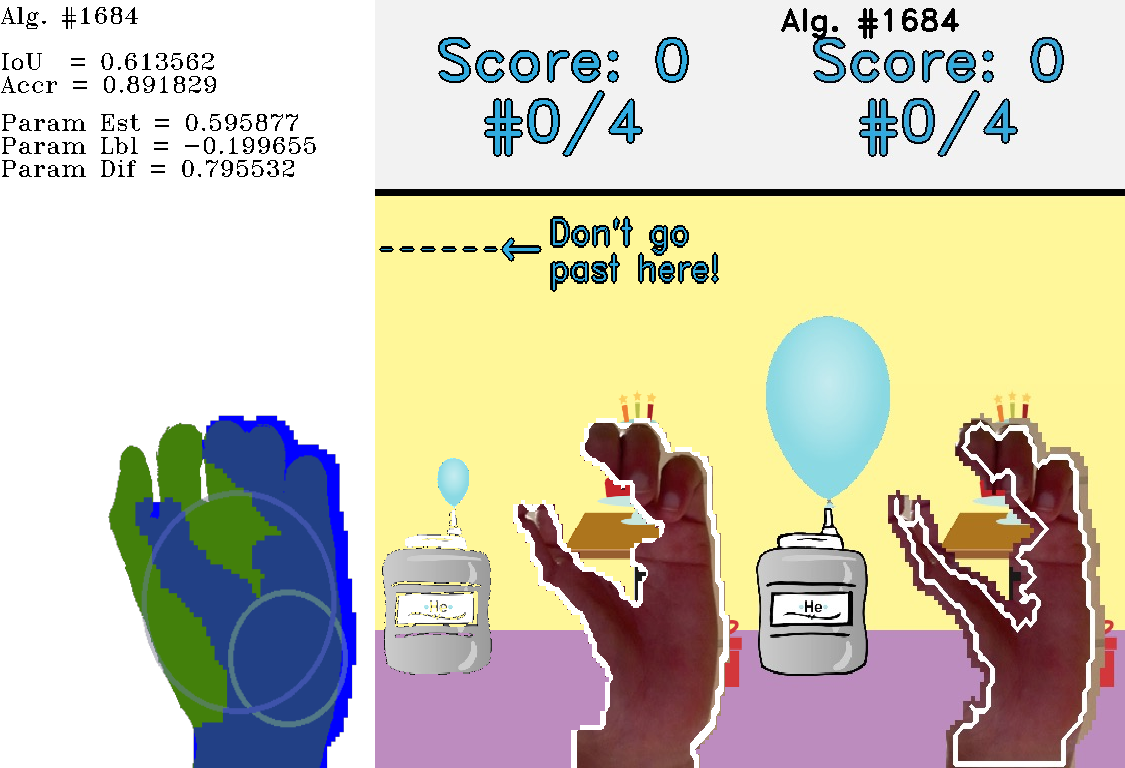 Alg. #1684
IoU = 0.613562
Accr = 0.891829
Param Est = 0.595877
Param Lbl = −0.199655
Param Dif = 0.795532
Score: 0
#0/4
Alg. #1684
Score: 0
#0/4
Don't go
past here!
He
He